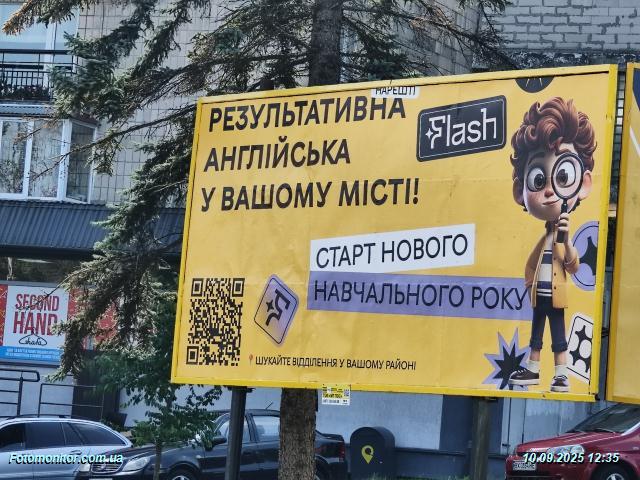 НАРЕШТІ
РЕЗУЛЬТАТИВНА
АНГЛІЙСЬКА
У ВАШОМУ МІСТІ!
Flash
СТАРТ НОВОГО
НАВЧАЛЬНОГО РОКУ
ШУКАЙТЕ ВІДДІЛЕННЯ У ВАШОМУ РАЙОНІ
SECOND
HAND
Fotomonitor.com.ua
10.09.2025 12:35